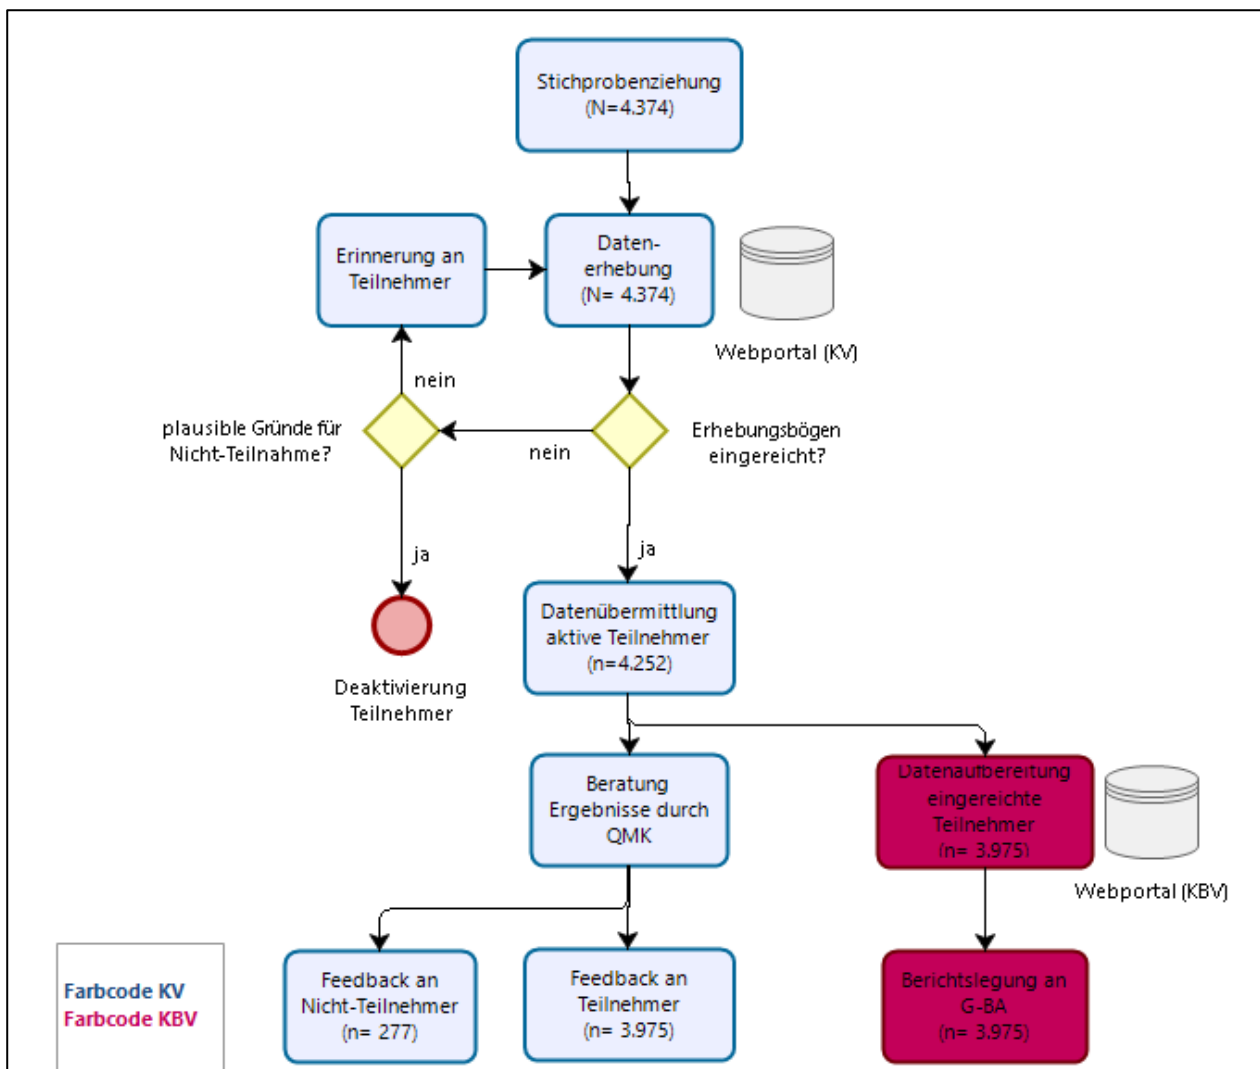 Stichprobenziehung
(N=4.374)
Erinnerung an
Teilnehmer
Daten-
erhebung
(N= 4.374)
Webportal (KV)
nein
plausible Gründe für
Nicht-Teilnahme?
nein
Erhebungsbögen
eingereicht?
ja
ja
Datenübermittlung
aktive Teilnehmer
(n=4.252)
Deaktivierung
Teilnehmer
Beratung
Ergebnisse durch
QMK
Datenaufbereitung
eingereichte
Teilnehmer
(n= 3.975)
Webportal (KBV)
Farbcode KV
Farbcode KBV
Feedback an
Nicht-Teilnehmer
(n= 277)
Feedback an
Teilnehmer
(n= 3.975)
Berichtslegung an
G-BA
(n= 3.975)